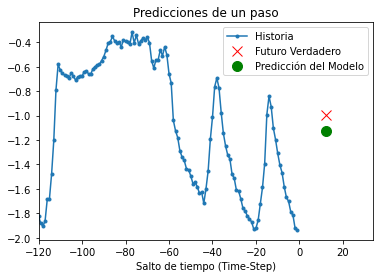 Predicciones de un paso
Historia
Futuro Verdadero
Predicción del Modelo
−0.4
−0.6
−0.8
−1.0
−1.2
−1.4
−1.6
−1.8
−2.0
−120 −100 −80 −60 −40 −20 0 20
Salto de tiempo (Time-Step)